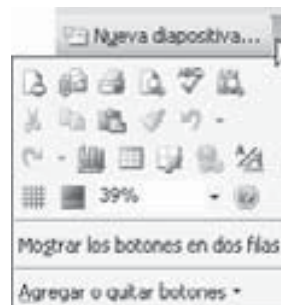 Nueva diapositiva...
39%
Mostrar los botones en dos filas
Agregar o quitar botones